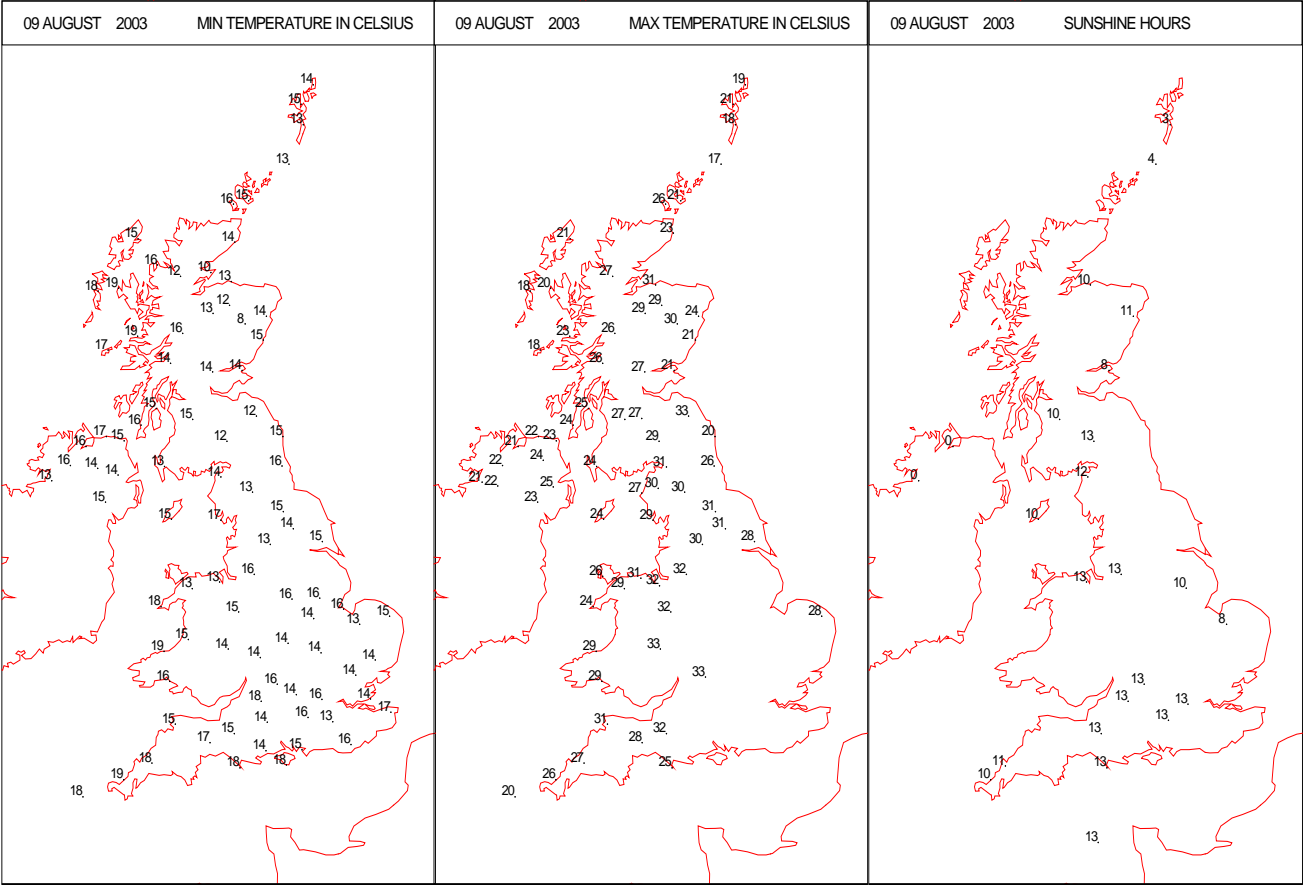 09 AUGUST 2003 MIN TEMPERATURE IN CELSIUS
14
15
13
13
16 15
15 14
16 12 10 13
18 19
12
13 14
8
16
19 15
17
14 14 14
15
16 15 12
17 15 12 15
16
16 14 14 13 16
13 14
13
15
15 17 15
14
13 15
16
13 13
18 15 16 16
16
14 13 15
15
19 14 14
14 14 14
16 16 14 14
18 16 14 17
15 15 14 16 13
17 14 15 16
18 18 18
19
18
09 AUGUST 2003 MAX TEMPERATURE IN CELSIUS
19
21
18
17
26 21
21 23
27
18 20 31
29 29
30 24
23 26 21
18
26 27 21
25
24 27 27 33
22 23 29 20
21
22 24 24 31 26
21 22 25 27 30 30
23
24 29 31
31
30 28
26 31 32
29 32
24 32 28
29 33
29 33
31 32
28
27 25
26
20
09 AUGUST 2003 SUNSHINE HOURS
3
4
10
11
8
10
0 13
0 12
10
13 13 10
8
13
13 13
13 13
11 13
10
13